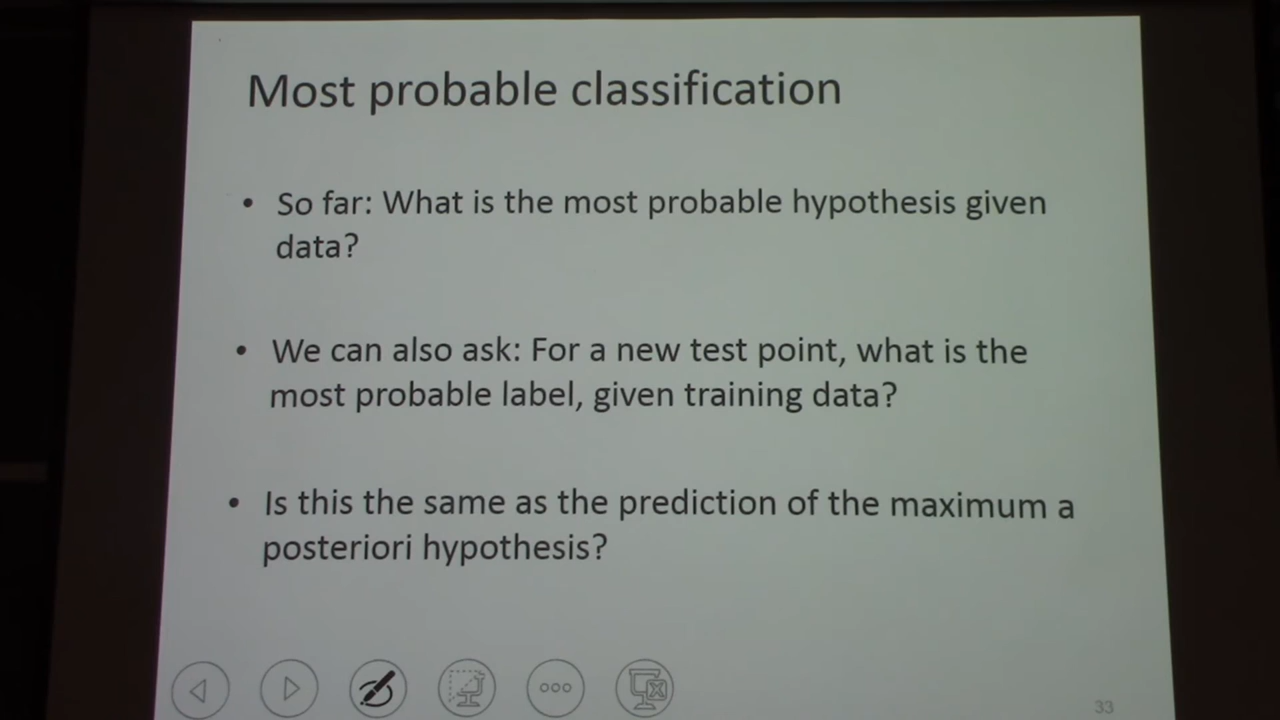 Most probable classification
• So far: What is the most probable hypothesis given
data?
• We can also ask: For a new test point, what is the
most probable label, given training data?
• Is this the same as the prediction of the maximum a
posteriori hypothesis?
33